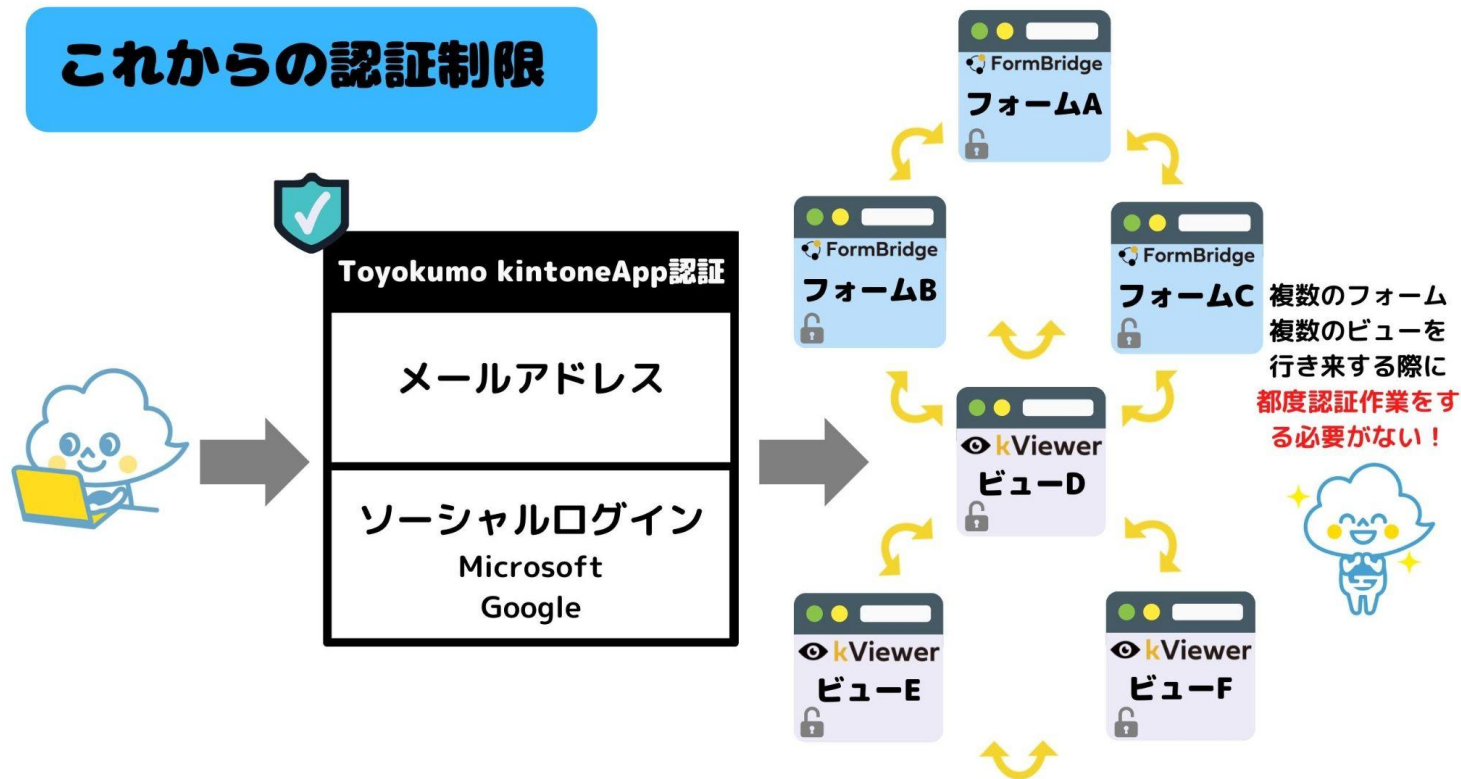 これからの認証制限
Toyokumo kintoneApp認証
メールアドレス
ソーシャルログイン
Microsoft
Google
FormBridge
フォームA
FormBridge
フォームB
FormBridge
フォームC
複数のフォーム
複数のビューを
行き来する際に
都度認証作業をす
る必要がない！
kViewer
ビューD
kViewer
ビューE
kViewer
ビューF